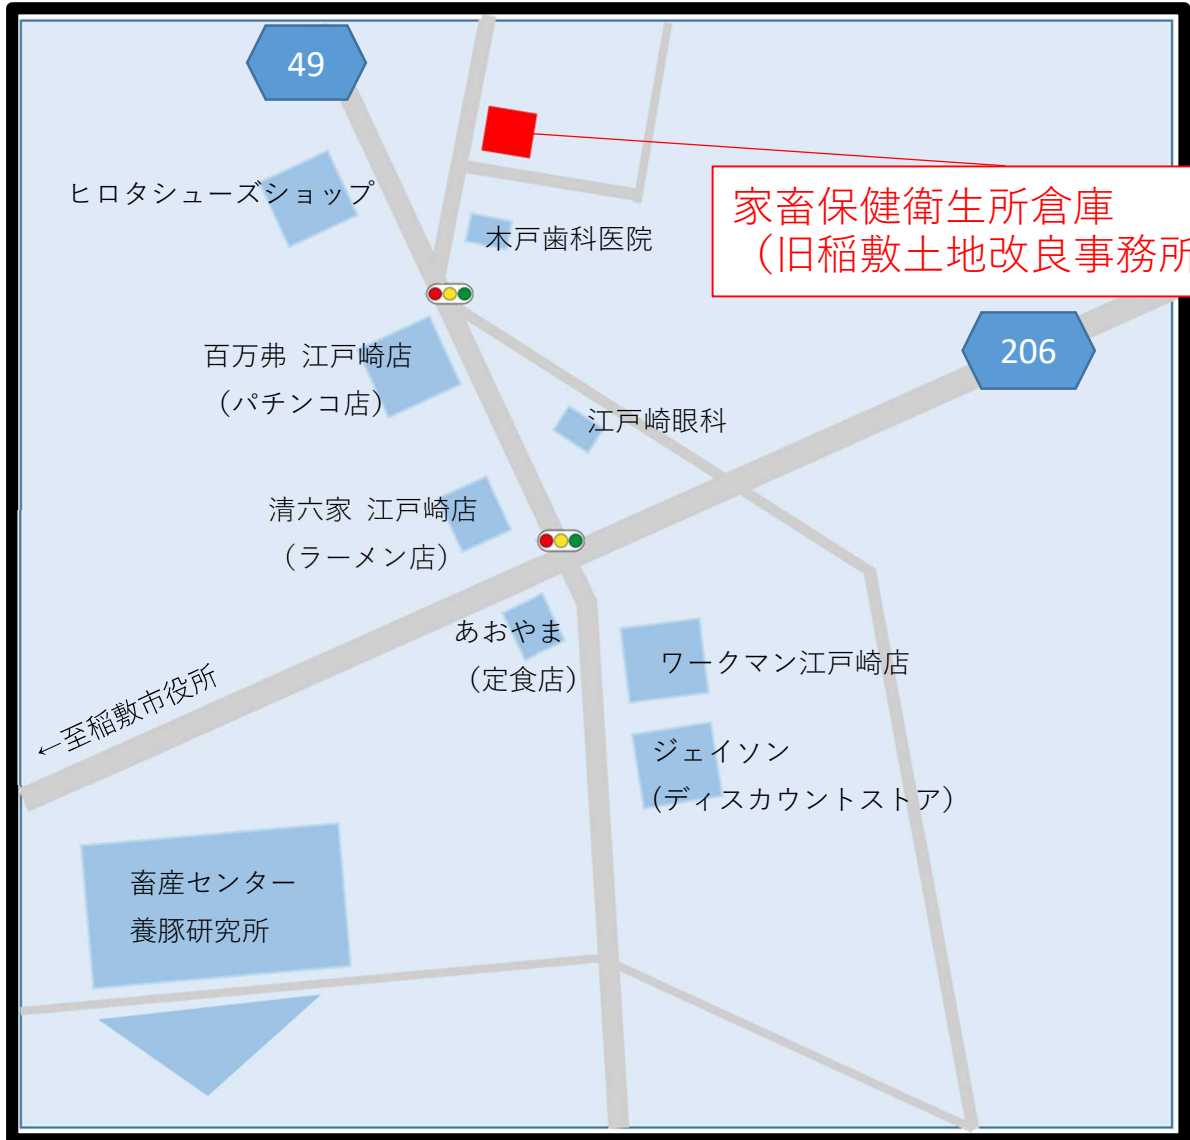 49
ヒロタシューズショップ
家畜保健衛生所倉庫
（旧稲敷土地改良事務所
木戸歯科医院
206
百万弗 江戸崎店
（パチンコ店）
江戸崎眼科
清六家 江戸崎店
（ラーメン店）
あおやま
（定食店）
ワークマン江戸崎店
←至稲敷市役所
ジェイソン
（ディスカウントストア）
畜産センター
養豚研究所